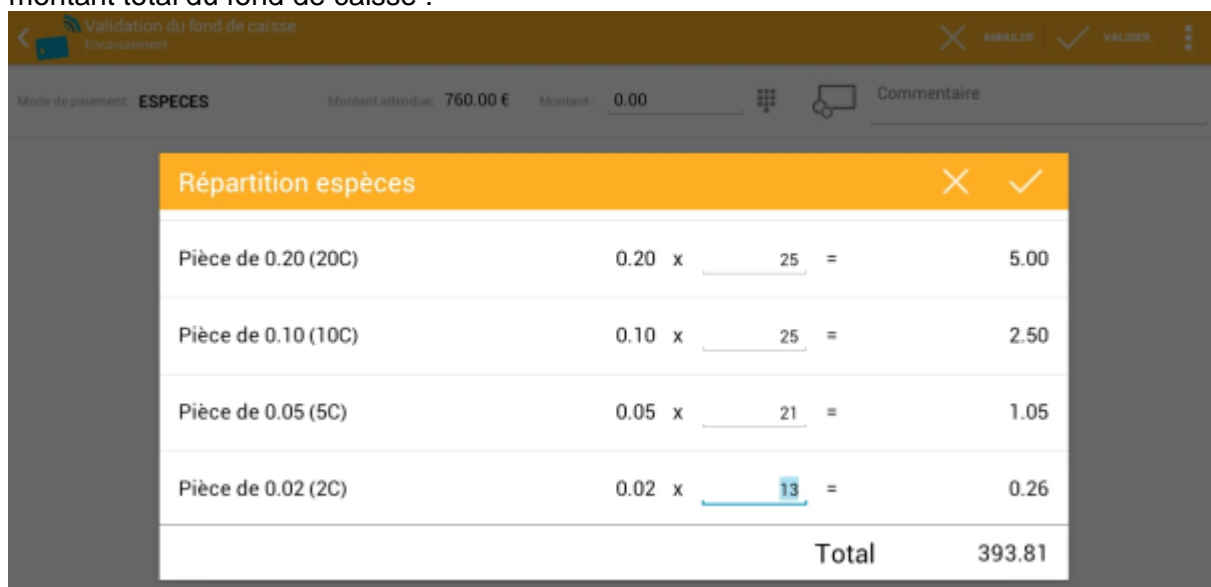 montant total du fond de caisse :
Validation du fond de caisse
Encaissement
ANNULER VALIDER
Mode de paiement: ESPECES Montant attendue: 760.00 € Montant: 0.00 Commentaire
Répartition espèces
Pièce de 0.20 (20C) 0.20 x 25 = 5.00
Pièce de 0.10 (10C) 0.10 x 25 = 2.50
Pièce de 0.05 (5C) 0.05 x 21 = 1.05
Pièce de 0.02 (2C) 0.02 x 13 = 0.26
Total 393.81